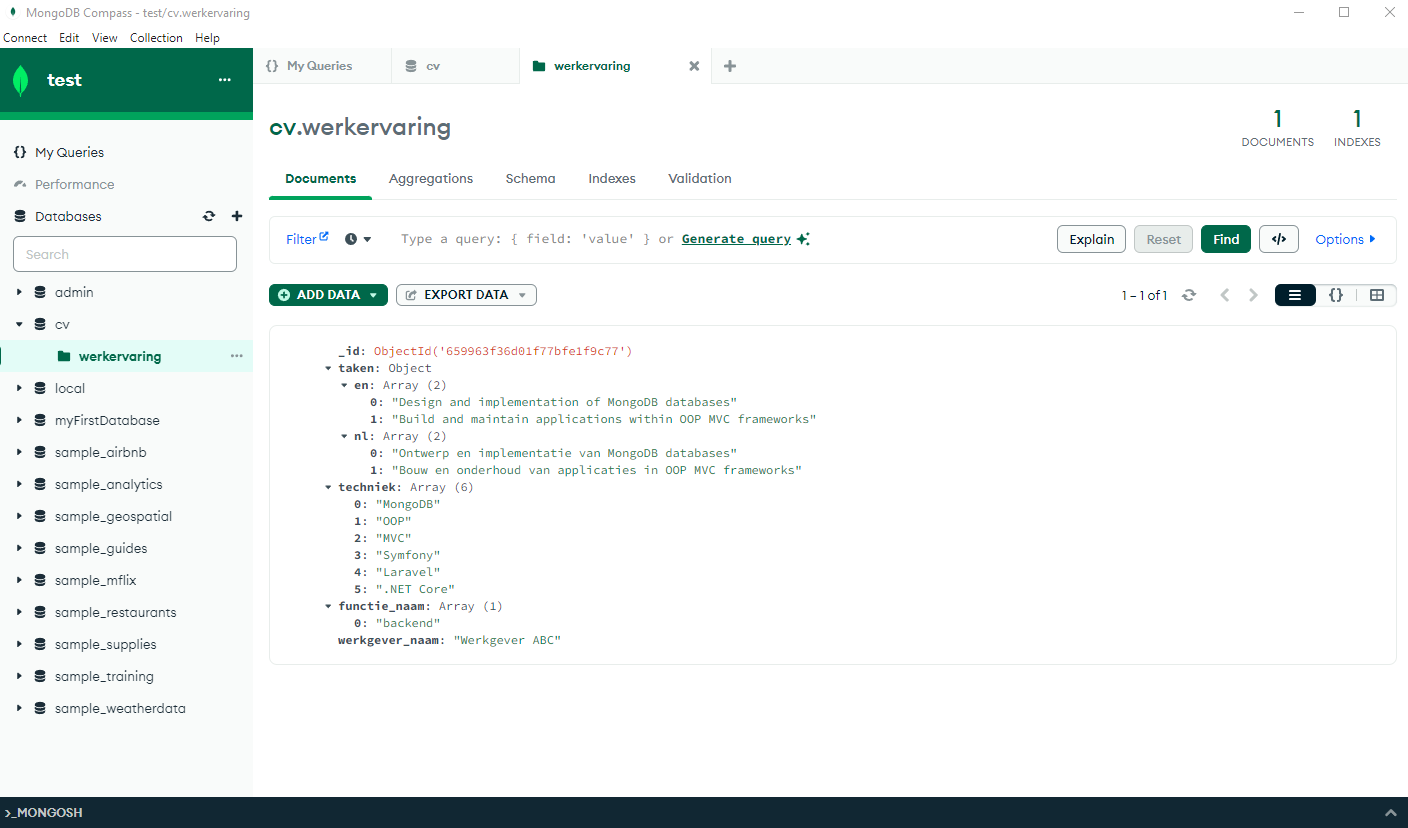 MongoDB Compass - test/cv.werkervaring
Connect Edit View Collection Help
test
My Queries
cv
werkervaring
My Queries
Performance
Databases
Search
admin
cv
werkervaring
local
myFirstDatabase
sample_airbnb
sample_analytics
sample_geospatial
sample_guides
sample_mflix
sample_restaurants
sample_supplies
sample_training
sample_weatherdata
cv.werkervaring
1 DOCUMENTS
1 INDEXES
Documents Aggregations Schema Indexes Validation
Filter Type a query: { field: 'value' } or Generate query Explain Reset Find </> Options
ADD DATA EXPORT DATA 1 – 1 of 1 {}
_id: ObjectId('659963f36d01f77bfe1f9c77')
taken: Object
en: Array (2)
0: "Design and implementation of MongoDB databases"
1: "Build and maintain applications within OOP MVC frameworks"
nl: Array (2)
0: "Ontwerp en implementatie van MongoDB databases"
1: "Bouw en onderhoud van applicaties in OOP MVC frameworks"
techniek: Array (6)
0: "MongoDB"
1: "OOP"
2: "MVC"
3: "Symfony"
4: "Laravel"
5: ".NET Core"
functie_naam: Array (1)
0: "backend"
werkgever_naam: "Werkgever ABC"
>_MONGOSH